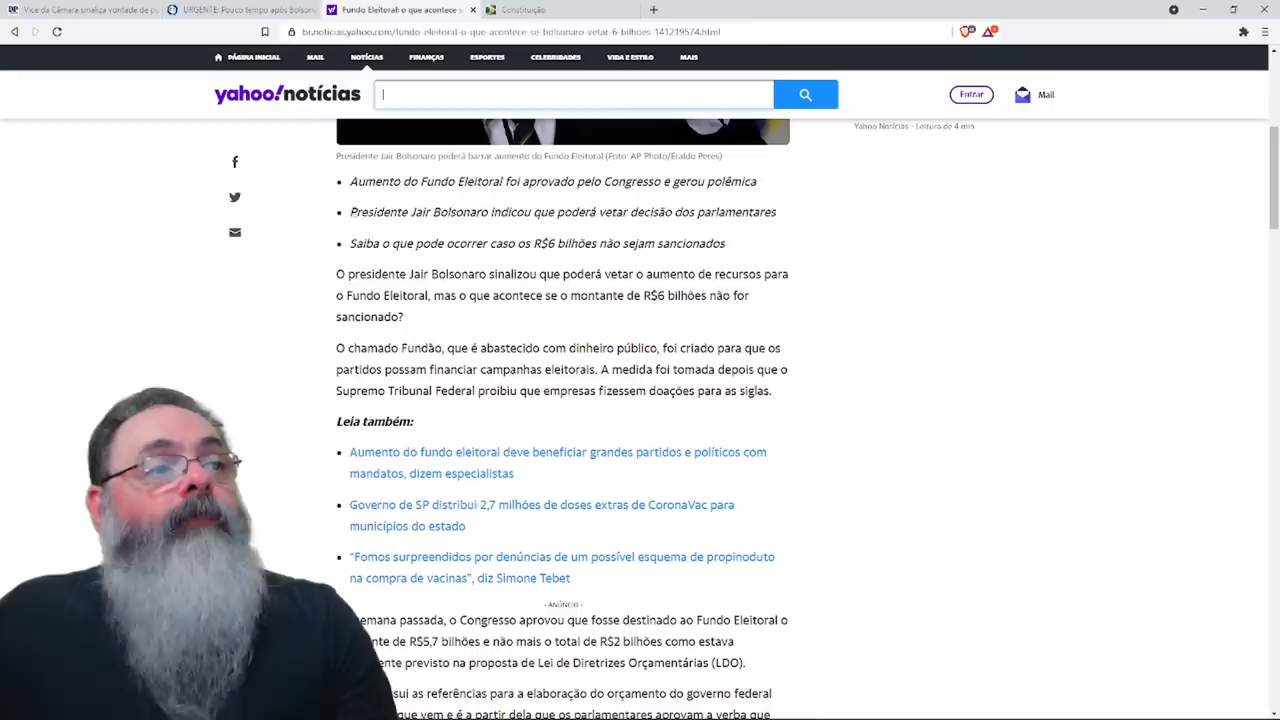 Vice da Câmara sinaliza vontade de
URGENTE: Pouco tempo após Bolson
Fundo Eleitoral: o que acontece s
Constituição
br.noticias.yahoo.com/fundo-eleitoral-o-que-acontece-se-bolsonaro-vetar-6-bilhoes-141219574.html
PÁGINA INICIAL MAIL NOTÍCIAS FINANÇAS ESPORTES CELEBRIDADES VIDA E ESTILO MAIS
yahoo!notícias
Entrar
Mail
Yahoo Notícias · Leitura de 4 min
Presidente Jair Bolsonaro poderá barrar aumento do Fundo Eleitoral (Foto: AP Photo/Eraldo Peres)
• Aumento do Fundo Eleitoral foi aprovado pelo Congresso e gerou polêmica
• Presidente Jair Bolsonaro indicou que poderá vetar decisão dos parlamentares
• Saiba o que pode ocorrer caso os R$6 bilhões não sejam sancionados
O presidente Jair Bolsonaro sinalizou que poderá vetar o aumento de recursos para
o Fundo Eleitoral, mas o que acontece se o montante de R$6 bilhões não for
sancionado?
O chamado Fundão, que é abastecido com dinheiro público, foi criado para que os
partidos possam financiar campanhas eleitorais. A medida foi tomada depois que o
Supremo Tribunal Federal proibiu que empresas fizessem doações para as siglas.
Leia também:
• Aumento do fundo eleitoral deve beneficiar grandes partidos e políticos com
mandatos, dizem especialistas
• Governo de SP distribui 2,7 milhões de doses extras de CoronaVac para
municípios do estado
• “Fomos surpreendidos por denúncias de um possível esquema de propinoduto
na compra de vacinas”, diz Simone Tebet
- ANÚNCIO -
emana passada, o Congresso aprovou que fosse destinado ao Fundo Eleitoral o
nte de R$5,7 bilhões e não mais o total de R$2 bilhões como estava
ente previsto na proposta de Lei de Diretrizes Orçamentárias (LDO).
sui as referências para a elaboração do orçamento do governo federal
que vem e é a partir dela que os parlamentares aprovam a verba que